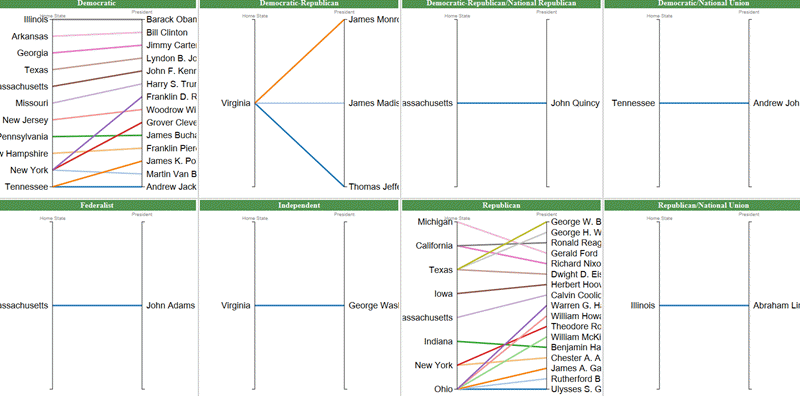 Democratic
Home State President
Illinois
Arkansas
Georgia
Texas
assachusetts
Missouri
New Jersey
Pennsylvania
w Hampshire
New York
Tennessee
Barack Oban
Bill Clinton
Jimmy Carter
Lyndon B. Jo
John F. Kenn
Harry S. Trum
Franklin D. R
Woodrow Wi
Grover Cleve
James Bucha
Franklin Pierc
James K. Po
Martin Van B
Andrew Jack
Democratic-Republican
Home State President
Virginia
James Monro
James Madis
Thomas Jeffe
Democratic-Republican/National Republican
Home State President
assachusetts
John Quincy
Democratic/National Union
Home State President
Tennessee
Andrew Joh
Federalist
Home State President
assachusetts
John Adams
Independent
Home State President
Virginia
George Wash
Republican
Home State President
Michigan
California
Texas
Iowa
assachusetts
Indiana
New York
Ohio
George W. B
George H. W
Ronald Reag
Gerald Ford
Richard Nixo
Dwight D. Eis
Herbert Hoov
Calvin Coolic
Warren G. Ha
William Howa
Theodore Ro
William McKi
Benjamin Ha
Chester A. A
James A. Ga
Rutherford B
Ulysses S. G
Republican/National Union
Home State President
Illinois
Abraham Lin